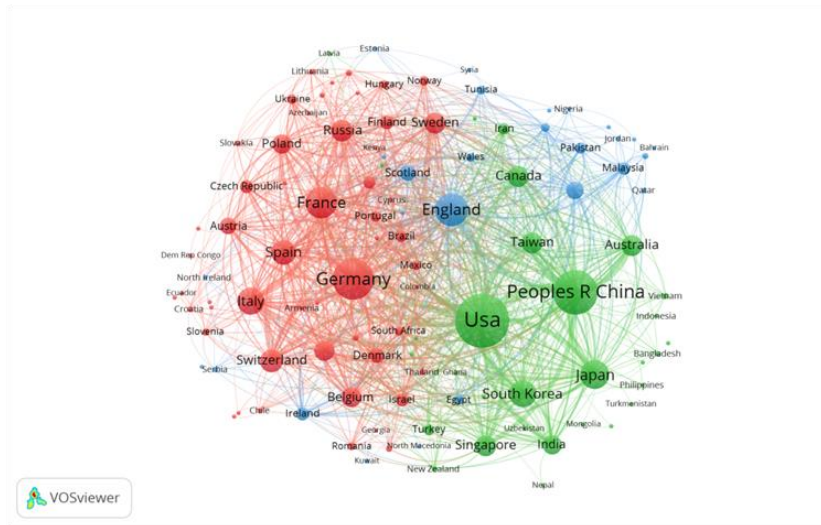 Estonia
Latvia
Syria
Lithuania
Hungary
Norway
Tunisia
Ukraine
Azerbaijan
Nigeria
Russia
Finland
Sweden
Iran
Jordan
Slovakia
Poland
Kenya
Pakistan
Bahrain
Wales
Malaysia
Scotland
Canada
Czech Republic
Qatar
Cyprus
France
England
Portugal
Austria
Brazil
Taiwan
Australia
Spain
Dem Rep Congo
Mexico
North Ireland
Germany
Colombia
Peoples R China
Ecuador
Vietnam
Italy
Armenia
Croatia
Usa
Indonesia
Slovenia
South Africa
Switzerland
Denmark
Bangladesh
Serbia
Thailand
Ghana
Japan
Philippines
Belgium
Israel
Egypt
South Korea
Turkmenistan
Chile
Ireland
Georgia
Turkey
Uzbekistan
Mongolia
Romania
North Macedonia
Singapore
India
Kuwait
New Zealand
Nepal
VOSviewer